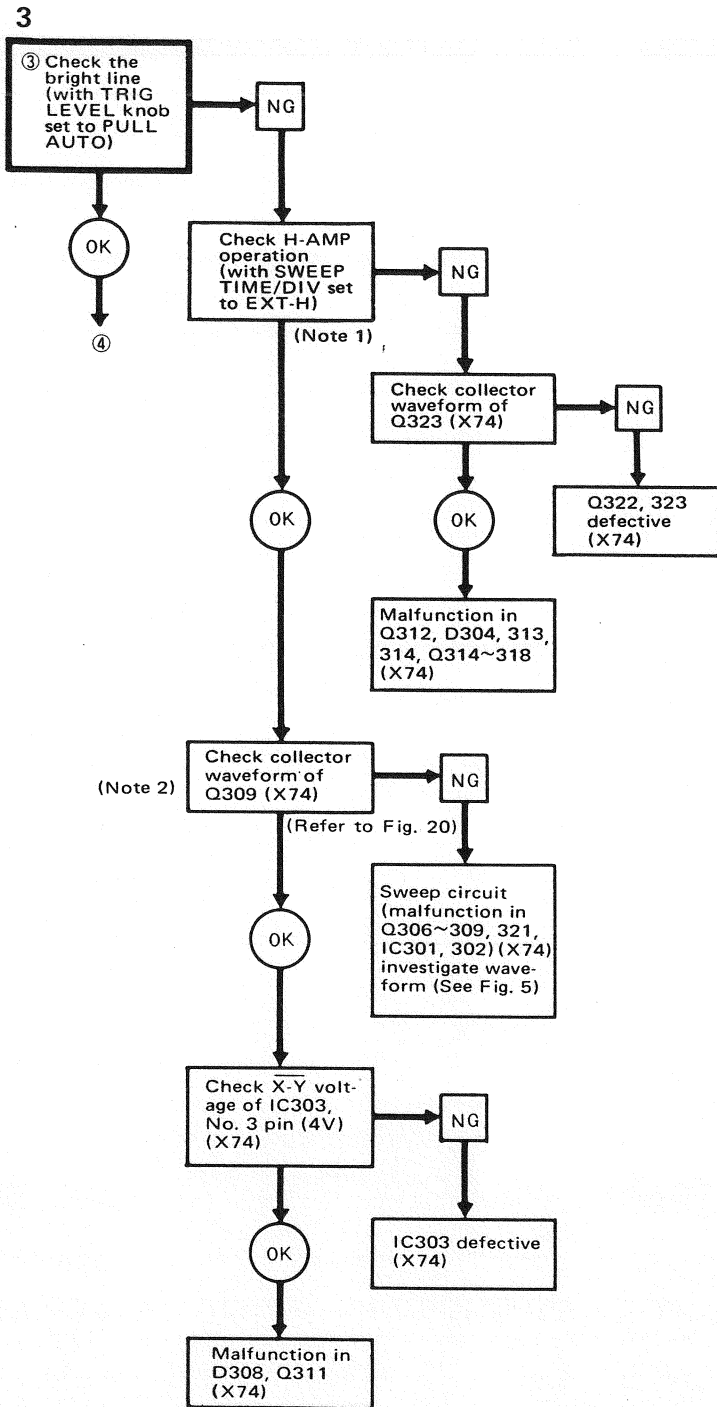 3
③ Check the
bright line
(with TRIG
LEVEL knob
set to PULL
AUTO)
NG
OK
④
Check H-AMP
operation
(with SWEEP
TIME/DIV set
to EXT-H)
NG
(Note 1)
Check collector
waveform of
Q323 (X74)
NG
OK
OK
Q322, 323
defective
(X74)
Malfunction in
Q312, D304, 313,
314, Q314~318
(X74)
(Note 2)
Check collector
waveform of
Q309 (X74)
NG
(Refer to Fig. 20)
OK
Sweep circuit
(malfunction in
Q306~309, 321,
IC301, 302) (X74)
investigate wave-
form (See Fig. 5)
Check X-Y volt-
age of IC303,
No. 3 pin (4V)
(X74)
NG
OK
IC303 defective
(X74)
Malfunction in
D308, Q311
(X74)